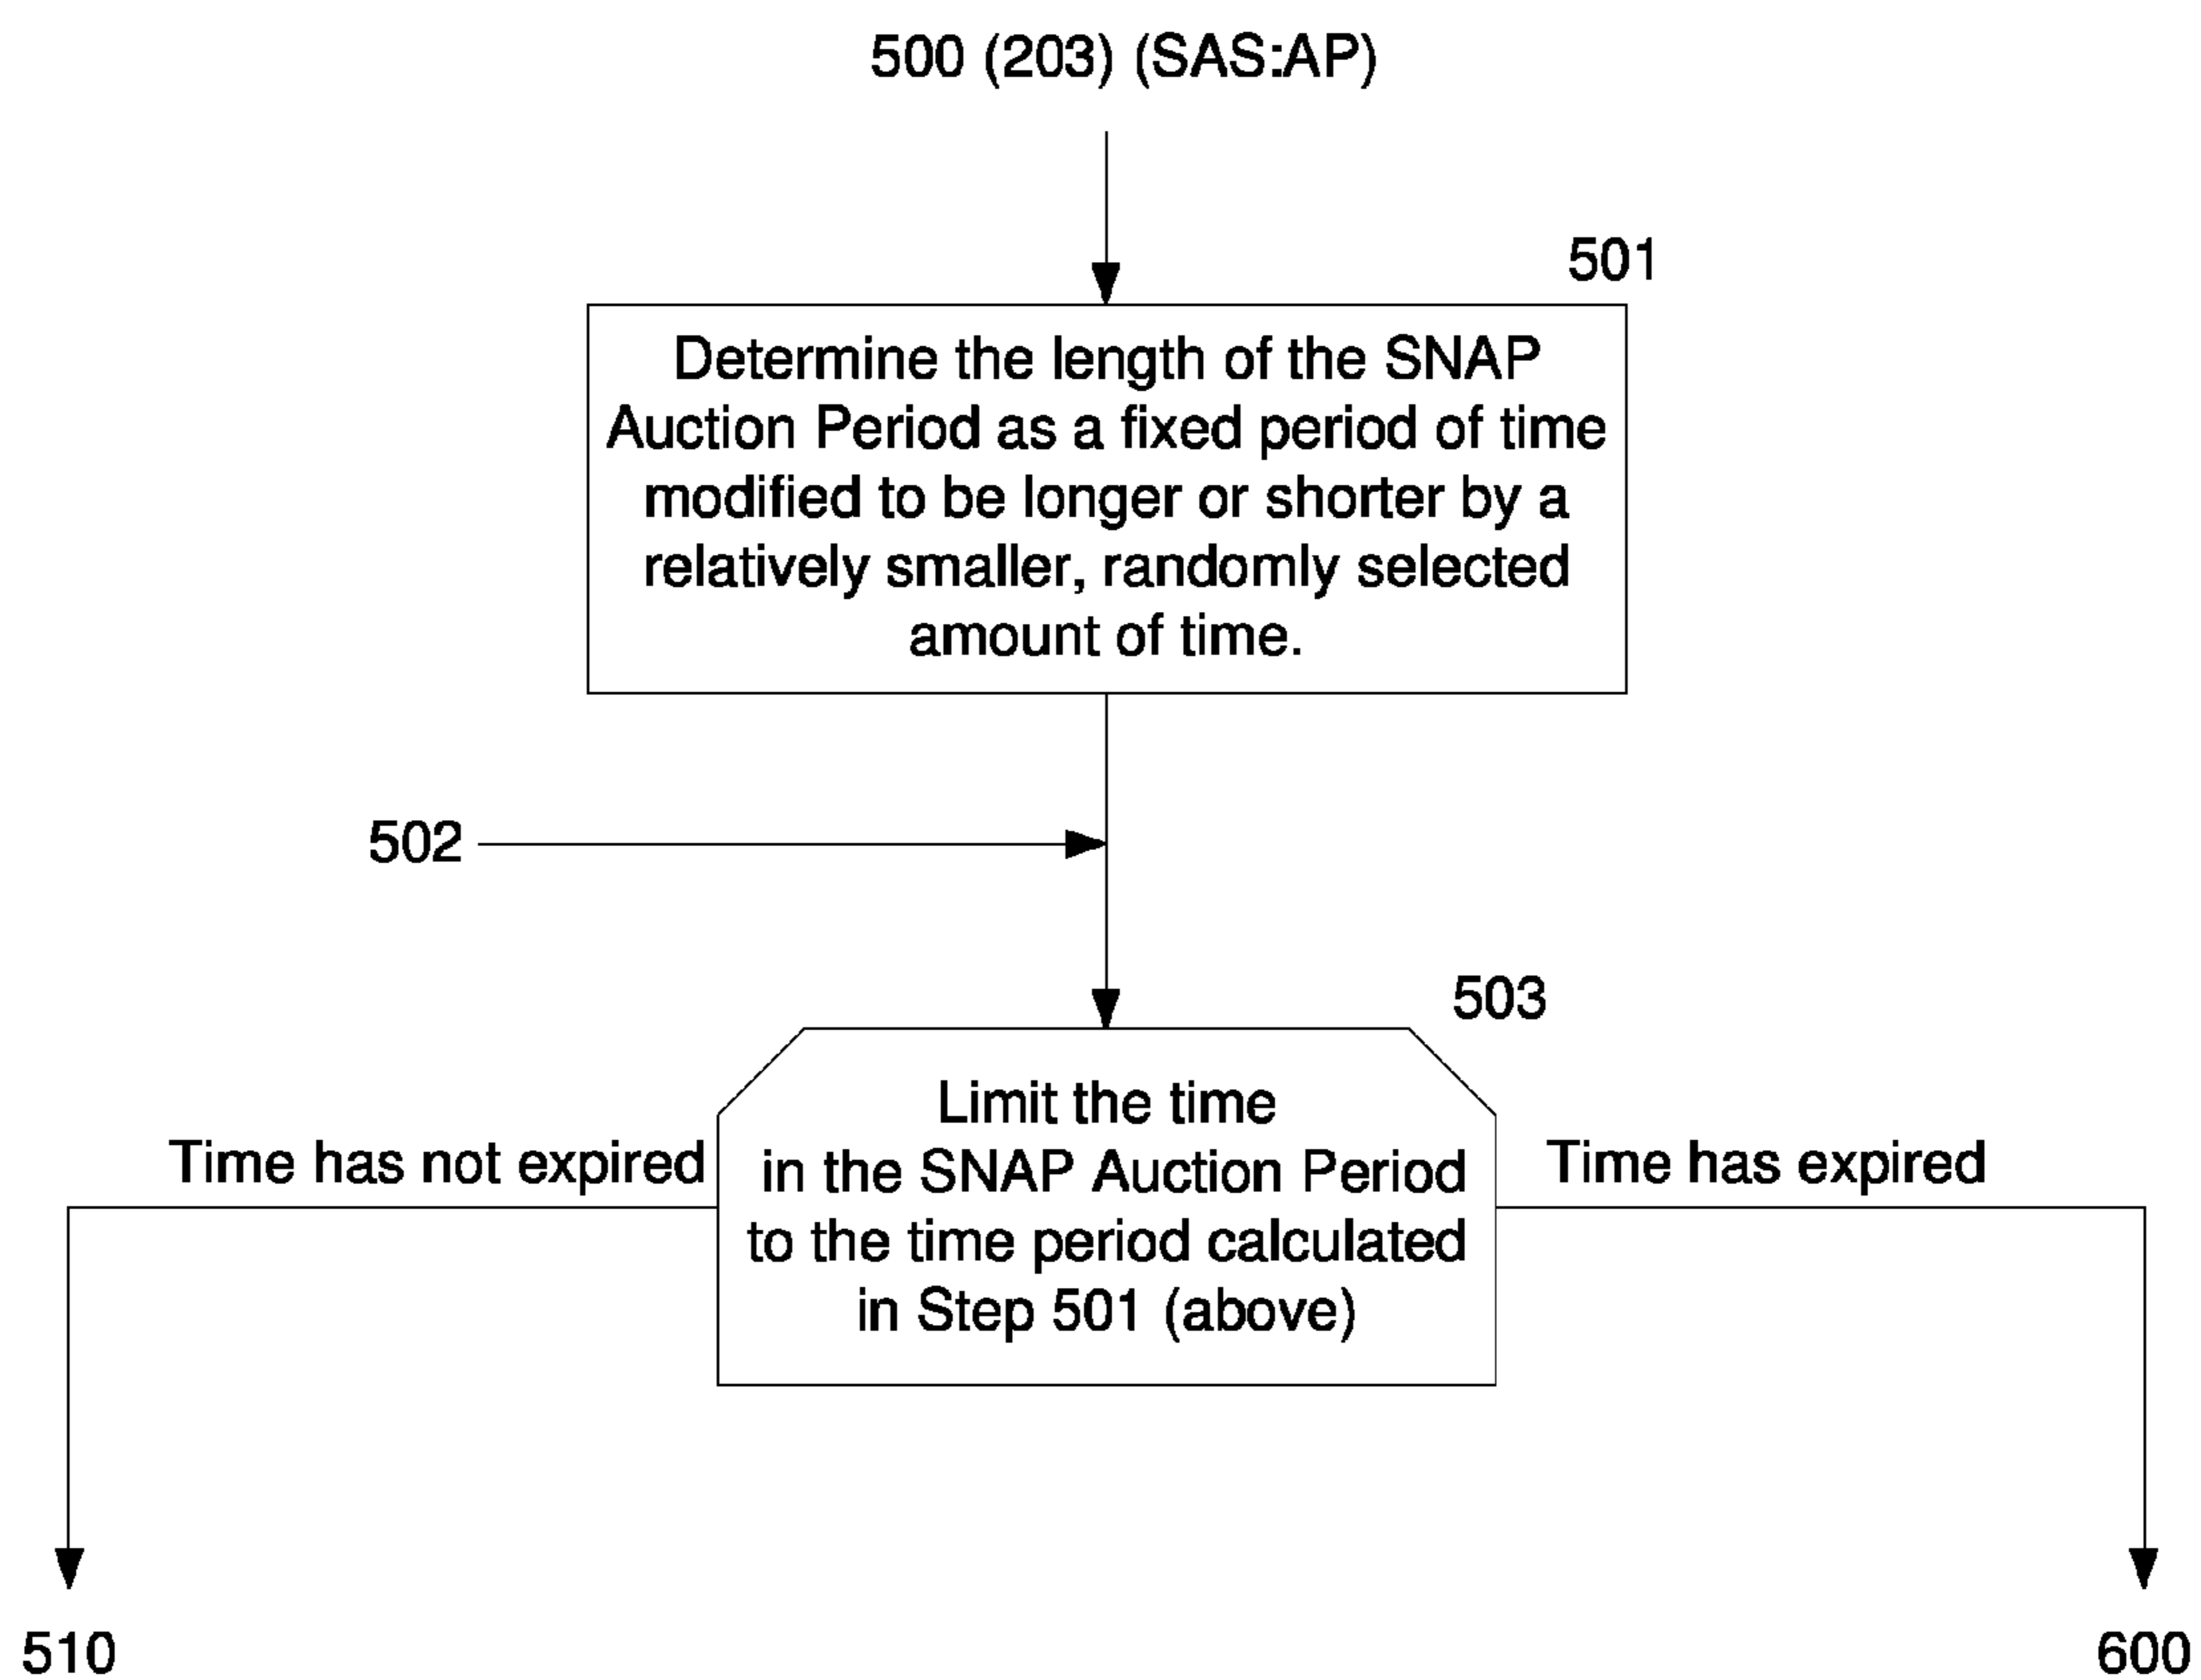 500 (203) (SAS:AP)
501
Determine the length of the SNAP
Auction Period as a fixed period of time
modified to be longer or shorter by a
relatively smaller, randomly selected
amount of time.
502
503
Limit the time
in the SNAP Auction Period
to the time period calculated
in Step 501 (above)
Time has not expired
Time has expired
510
600